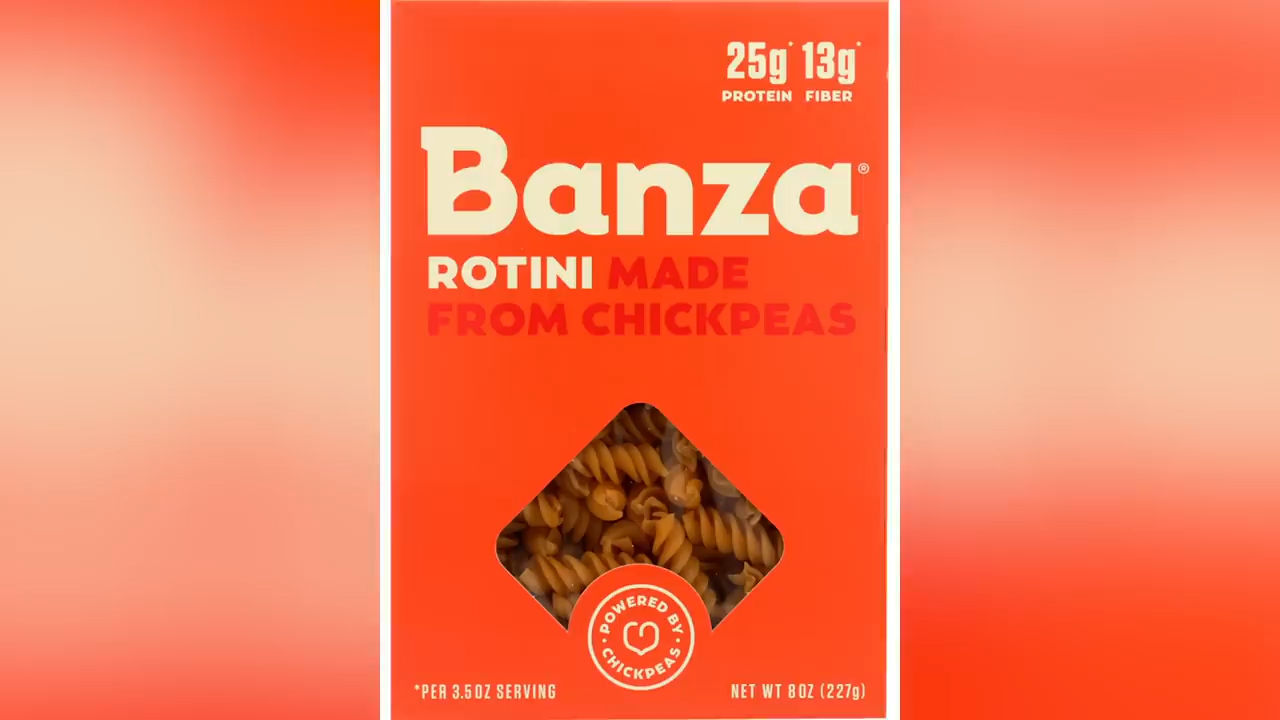 25g* 13g*
PROTEIN FIBER
Banza®
ROTINI MADE
FROM CHICKPEAS
POWERED BY
CHICKPEAS
*PER 3.5OZ SERVING
NET WT 8OZ (227g)